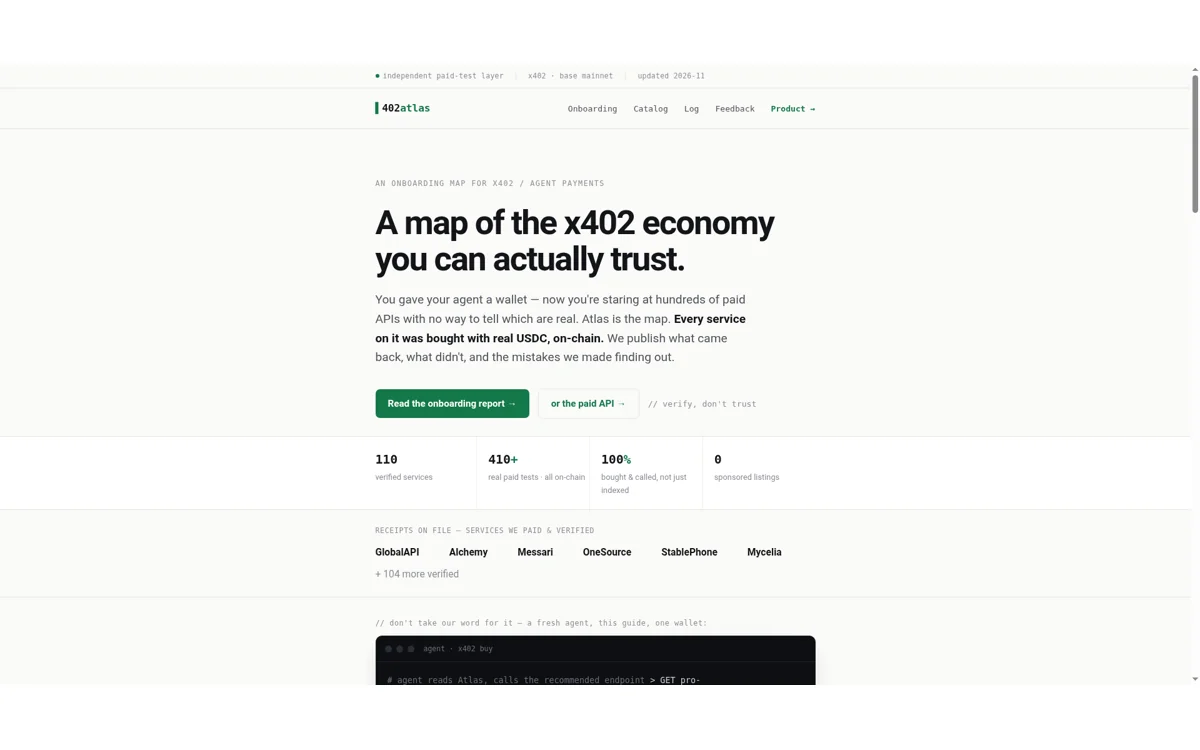 independent paid-test layer | x402 · base mainnet | updated 2026-11
402atlas
Onboarding Catalog Log Feedback Product →
AN ONBOARDING MAP FOR X402 / AGENT PAYMENTS
A map of the x402 economy
you can actually trust.
You gave your agent a wallet — now you're staring at hundreds of paid
APIs with no way to tell which are real. Atlas is the map. Every service
on it was bought with real USDC, on-chain. We publish what came
back, what didn't, and the mistakes we made finding out.
Read the onboarding report →
or the paid API →
// verify, don't trust
110
verified services
410+
real paid tests · all on-chain
100%
bought & called, not just
indexed
0
sponsored listings
RECEIPTS ON FILE — SERVICES WE PAID & VERIFIED
GlobalAPI Alchemy Messari OneSource StablePhone Mycelia
+ 104 more verified
// don't take our word for it — a fresh agent, this guide, one wallet:
agent · x402 buy
# agent reads Atlas, calls the recommended endpoint > GET pro-